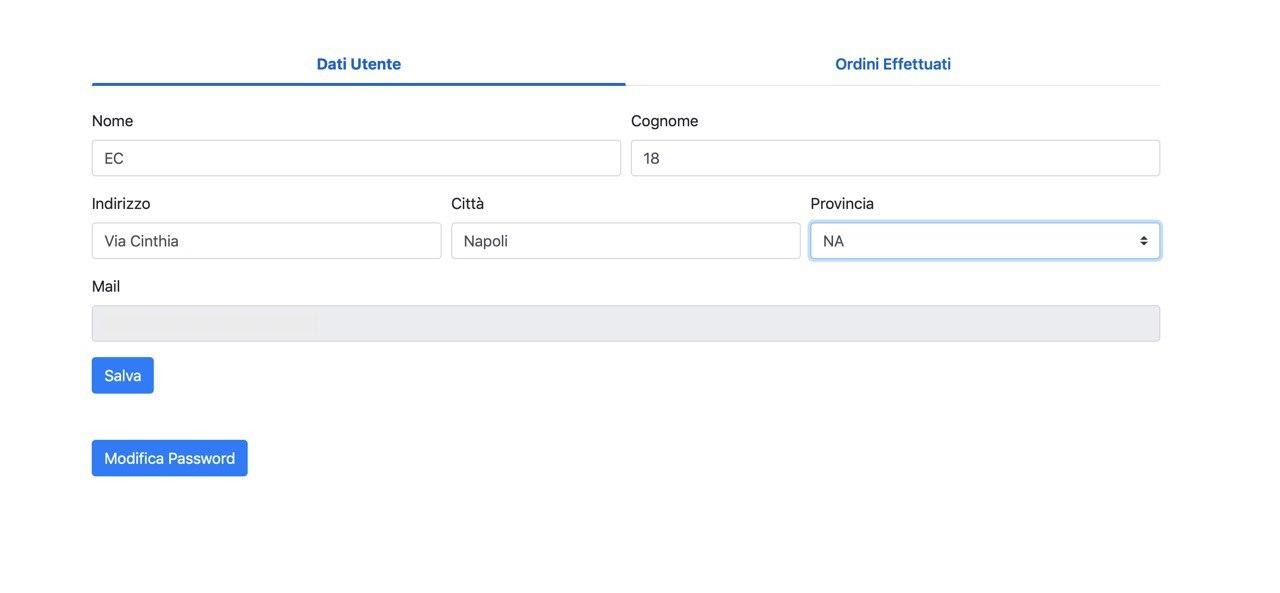 Dati Utente Ordini Effettuati
Nome Cognome
EC 18
Indirizzo Città Provincia
Via Cinthia Napoli NA
Mail
Salva
Modifica Password